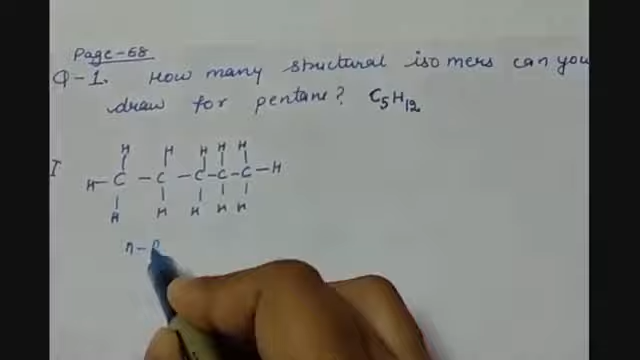 Page-68
Q-1. How many structural isomers can you
draw for pentane? C₅H₁₂
I
H H H H H
H-C-C-C-C-C-H
H H H H H
n-P